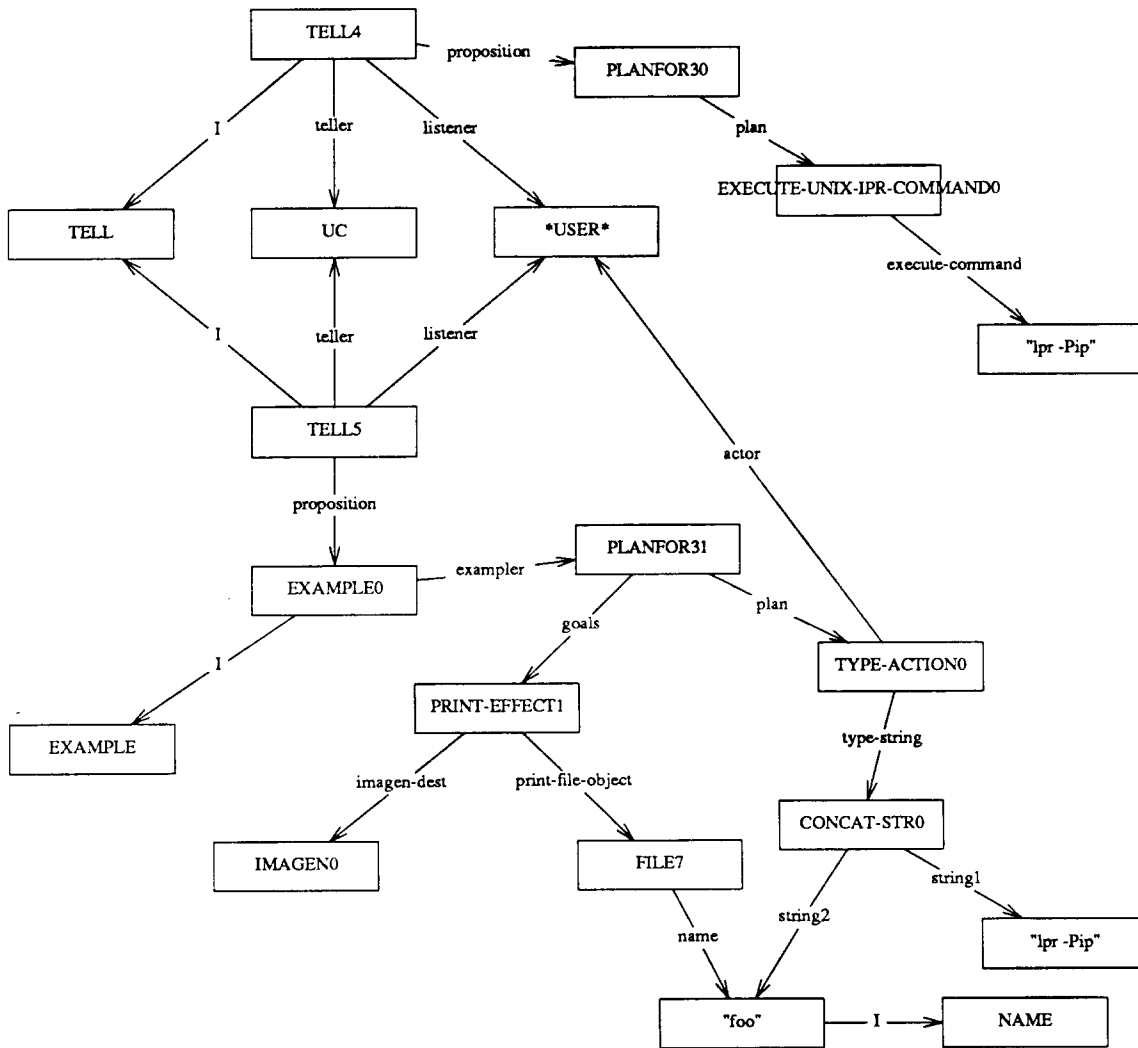 TELL4
proposition
PLANFOR30
I
teller
listener
plan
EXECUTE-UNIX-IPR-COMMAND0
TELL
UC
*USER*
execute-command
I
teller
listener
"lpr -Pip"
TELL5
actor
proposition
PLANFOR31
exampler
EXAMPLE0
plan
goals
I
TYPE-ACTION0
PRINT-EFFECT1
EXAMPLE
type-string
imagen-dest
print-file-object
CONCAT-STR0
IMAGEN0
FILE7
string1
string2
name
"lpr -Pip"
"foo"
I
NAME